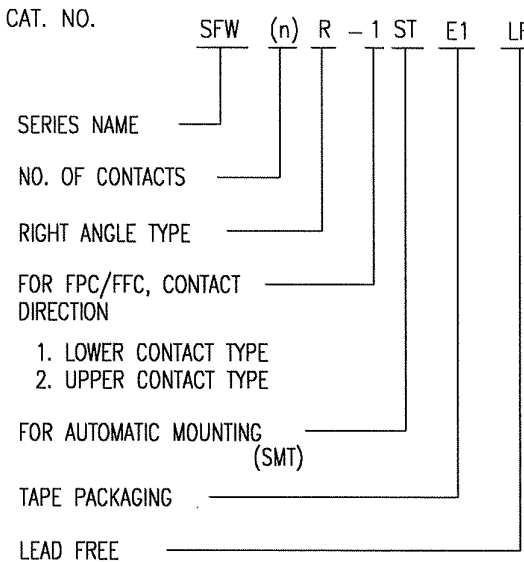 CAT. NO.
SFW (n) R - 1 ST E1 LF
SERIES NAME
NO. OF CONTACTS
RIGHT ANGLE TYPE
FOR FPC/FFC, CONTACT
DIRECTION
1. LOWER CONTACT TYPE
2. UPPER CONTACT TYPE
FOR AUTOMATIC MOUNTING
(SMT)
TAPE PACKAGING
LEAD FREE